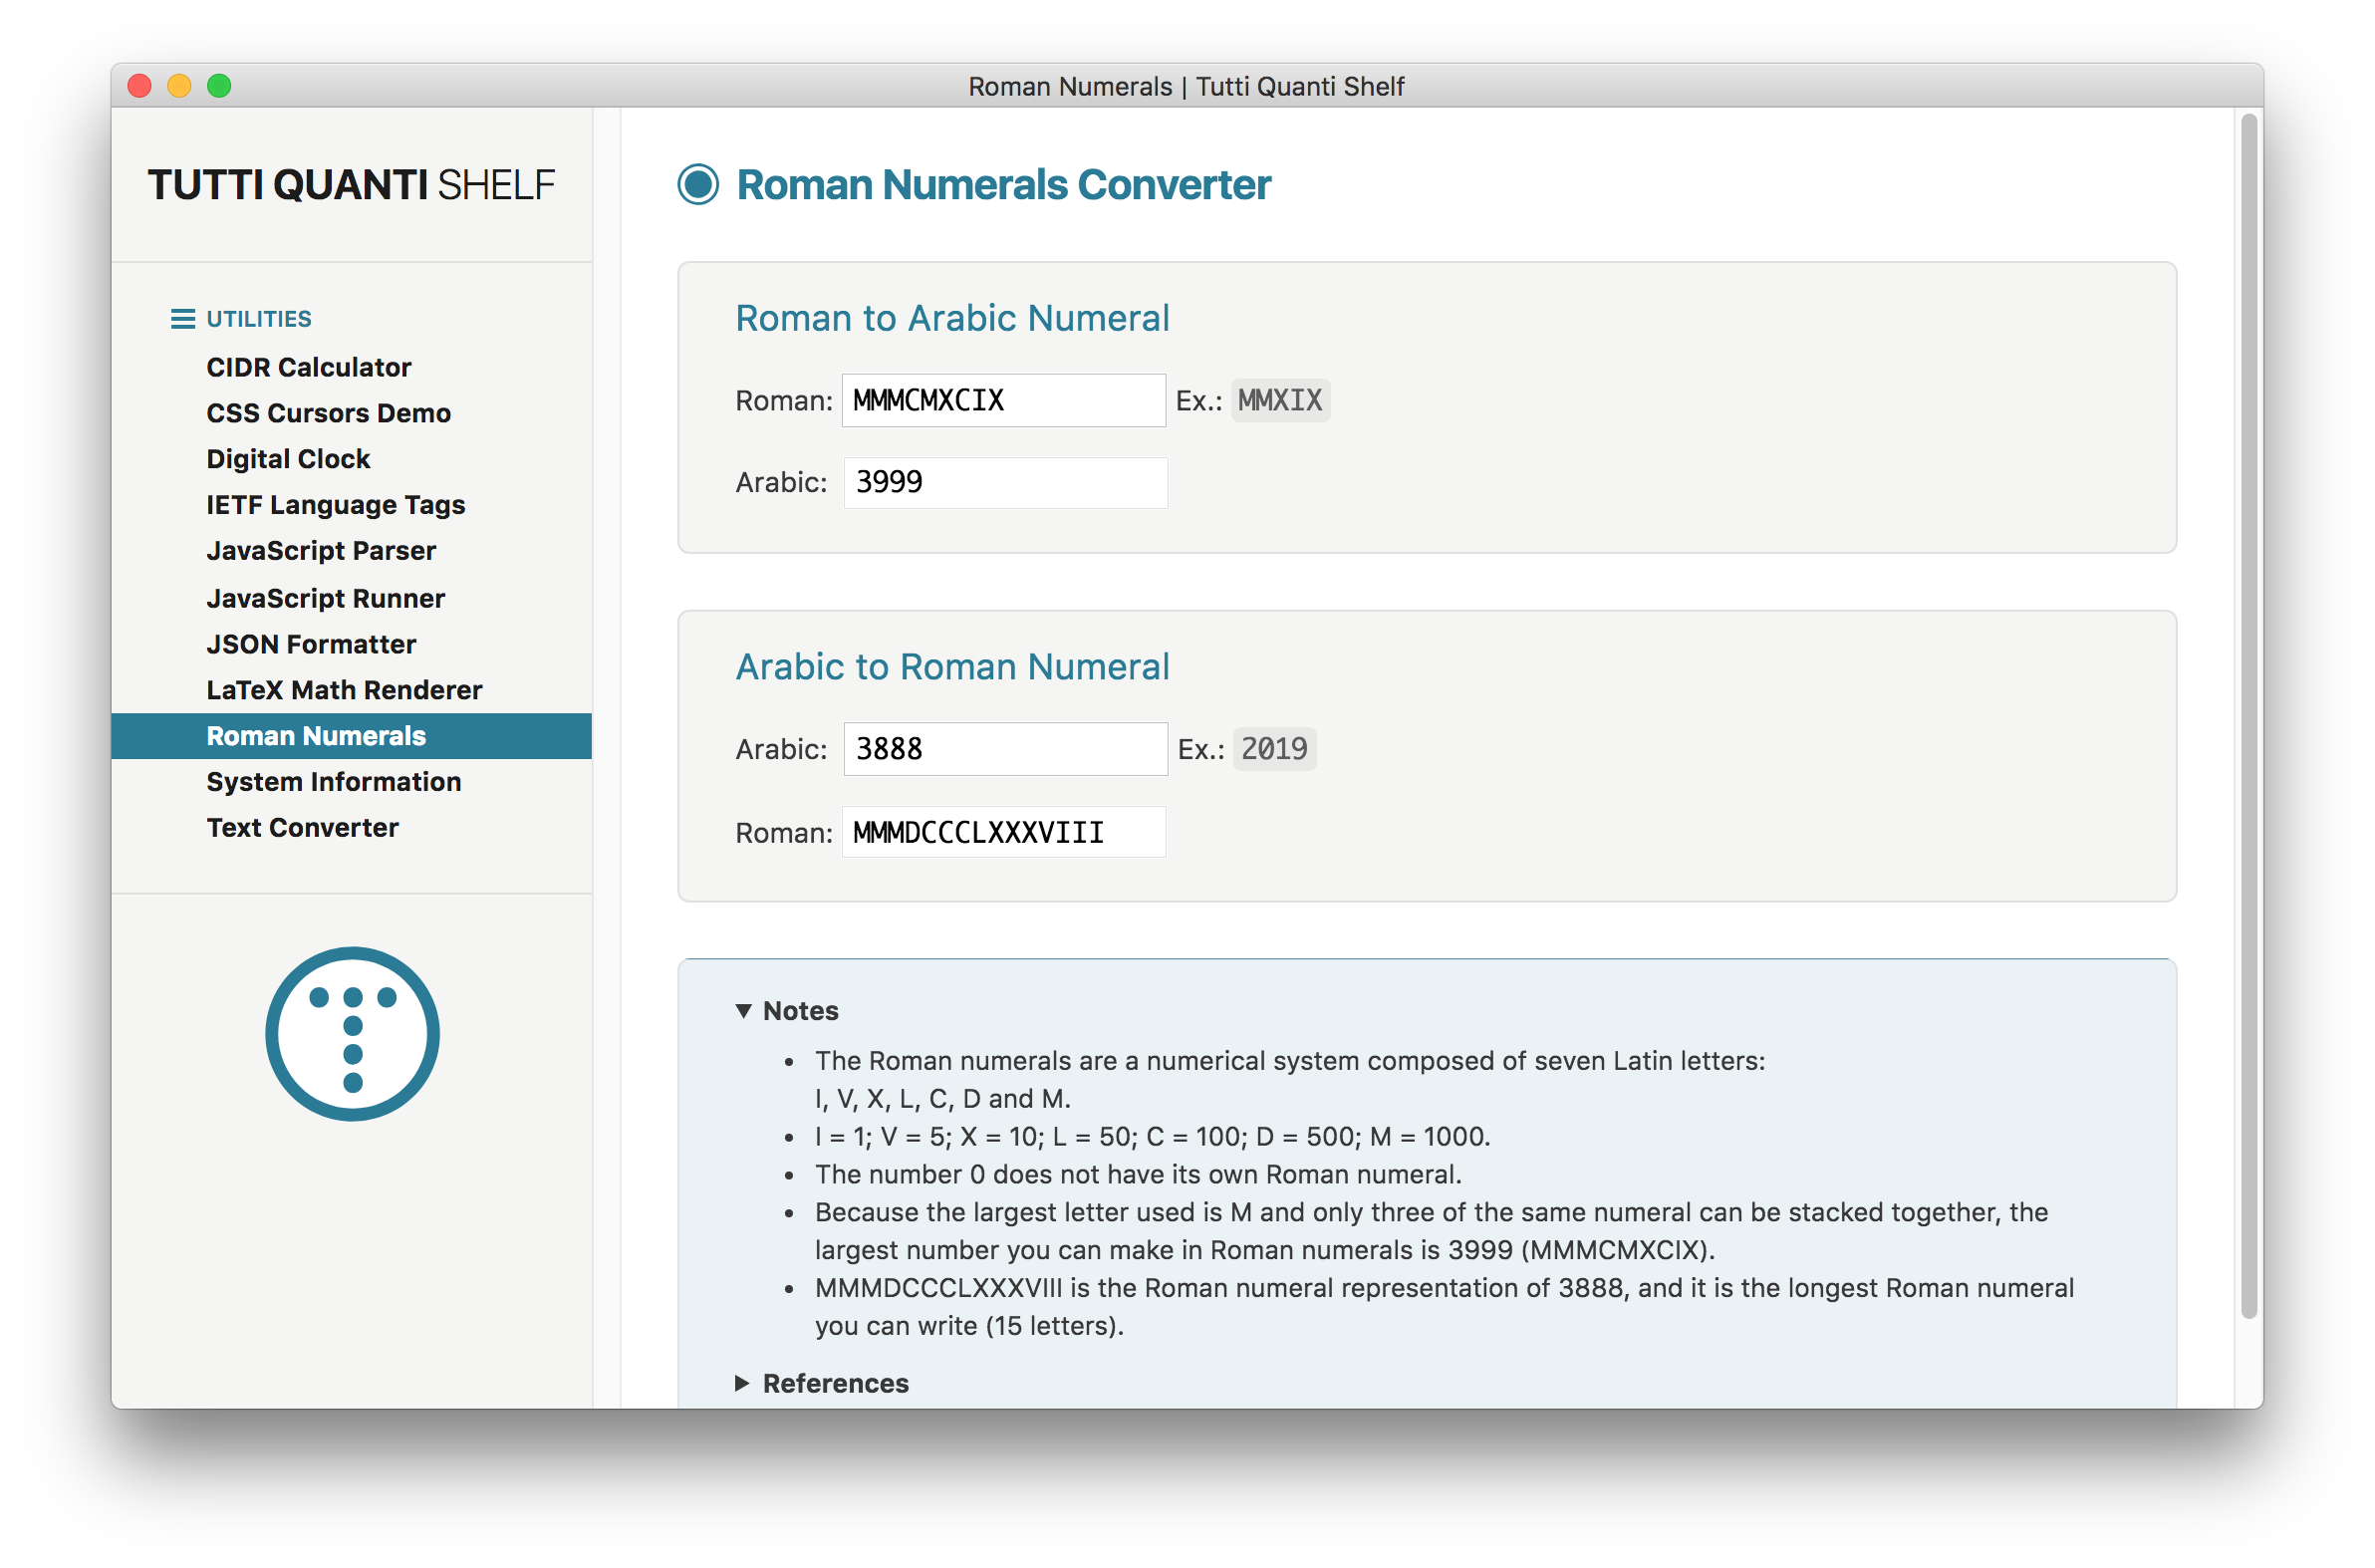 Roman Numerals | Tutti Quanti Shelf
TUTTI QUANTI SHELF
UTILITIES
CIDR Calculator
CSS Cursors Demo
Digital Clock
IETF Language Tags
JavaScript Parser
JavaScript Runner
JSON Formatter
LaTeX Math Renderer
Roman Numerals
System Information
Text Converter
Roman Numerals Converter
Roman to Arabic Numeral
Roman: MMMCMXCIX Ex.: MMXIX
Arabic: 3999
Arabic to Roman Numeral
Arabic: 3888 Ex.: 2019
Roman: MMMDCCCLXXXVIII
▼ Notes
• The Roman numerals are a numerical system composed of seven Latin letters:
I, V, X, L, C, D and M.
• I = 1; V = 5; X = 10; L = 50; C = 100; D = 500; M = 1000.
• The number 0 does not have its own Roman numeral.
• Because the largest letter used is M and only three of the same numeral can be stacked together, the
largest number you can make in Roman numerals is 3999 (MMMCMXCIX).
• MMMDCCCLXXXVIII is the Roman numeral representation of 3888, and it is the longest Roman numeral
you can write (15 letters).
▶ References